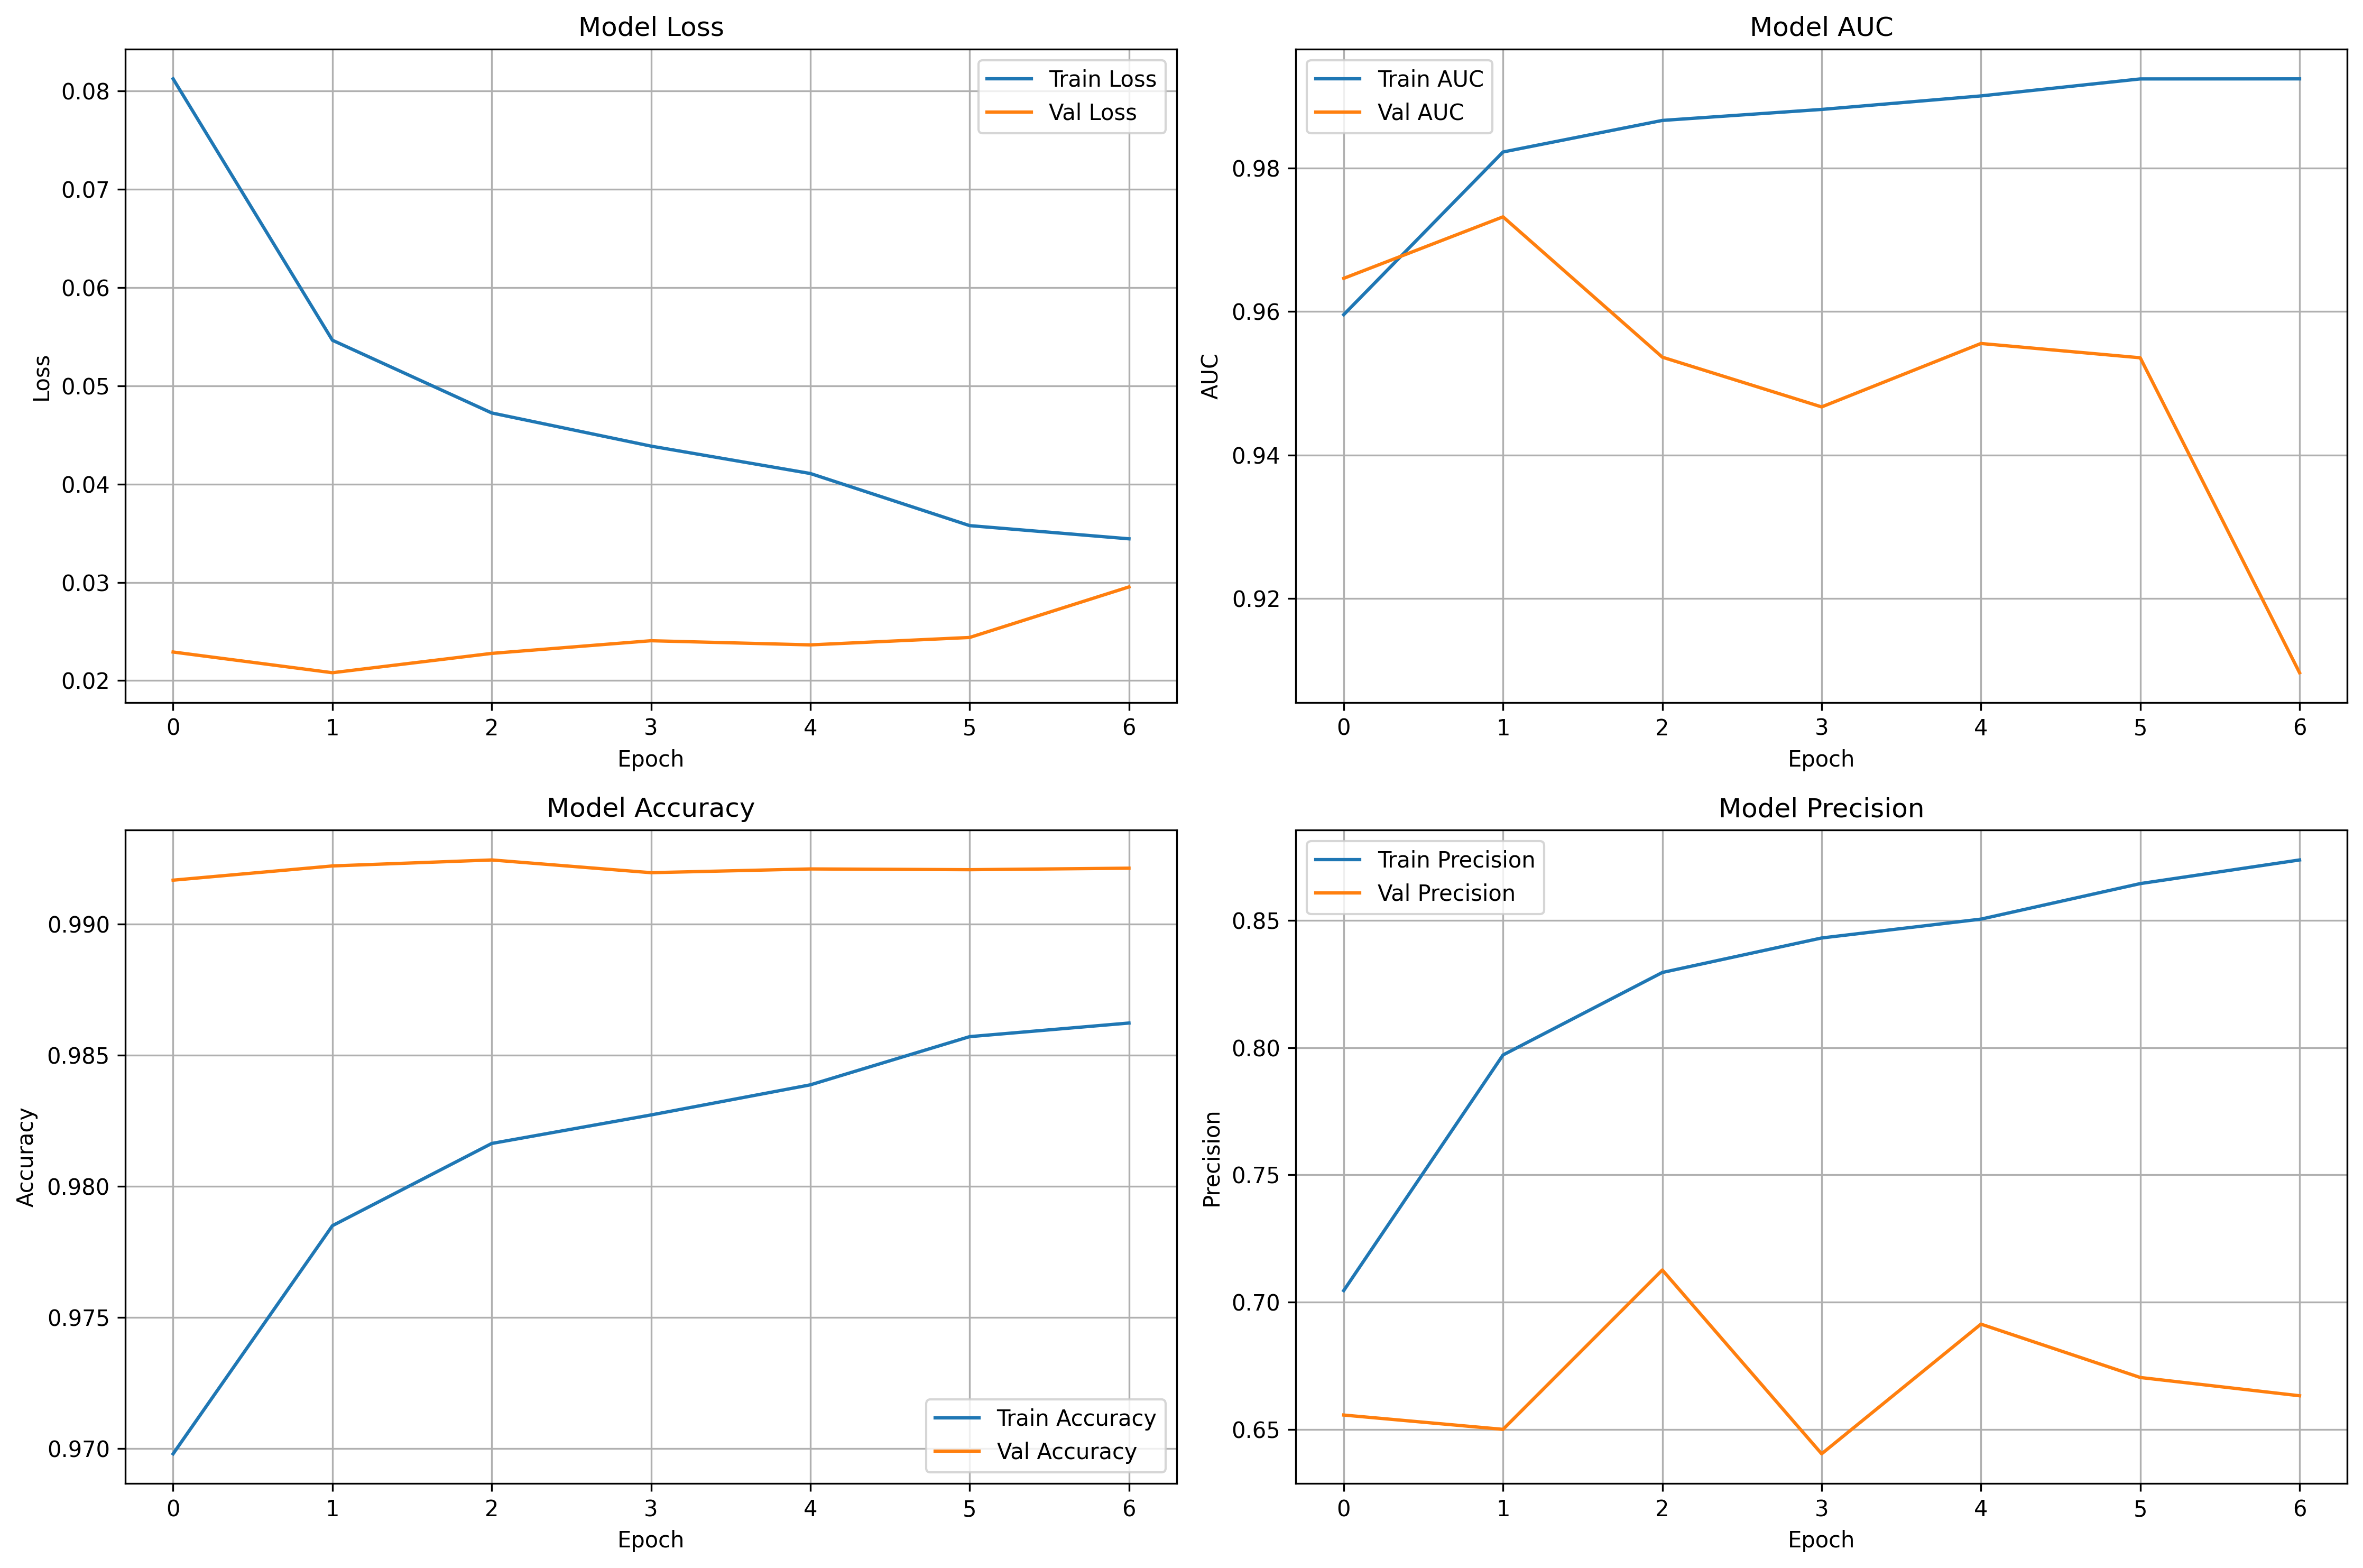 Model Loss
Train Loss
Val Loss
0.08
0.07
0.06
0.05
0.04
0.03
0.02
Loss
0 1 2 3 4 5 6
Epoch
Model AUC
Train AUC
Val AUC
0.98
0.96
0.94
0.92
AUC
0 1 2 3 4 5 6
Epoch
Model Accuracy
0.990
0.985
0.980
0.975
0.970
Accuracy
Train Accuracy
Val Accuracy
0 1 2 3 4 5 6
Epoch
Model Precision
Train Precision
Val Precision
0.85
0.80
0.75
0.70
0.65
Precision
0 1 2 3 4 5 6
Epoch